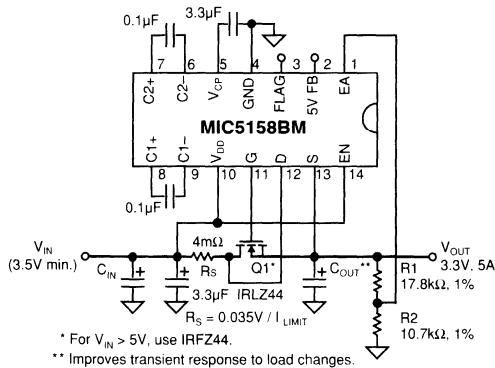 0.1µF
3.3µF
7 6 5 4 3 2 1
C2+ C2– VCP GND FLAG 5V FB EA
MIC5158BM
C1+ C1– VDD G D S EN
8 9 10 11 12 13 14
0.1µF
VIN
(3.5V min.)
4mΩ
RS
Q1*
CIN
COUT**
VOUT
3.3V, 5A
R1
17.8kΩ, 1%
3.3µF IRLZ44
RS = 0.035V / ILIMIT
R2
10.7kΩ, 1%
* For VIN > 5V, use IRFZ44.
** Improves transient response to load changes.